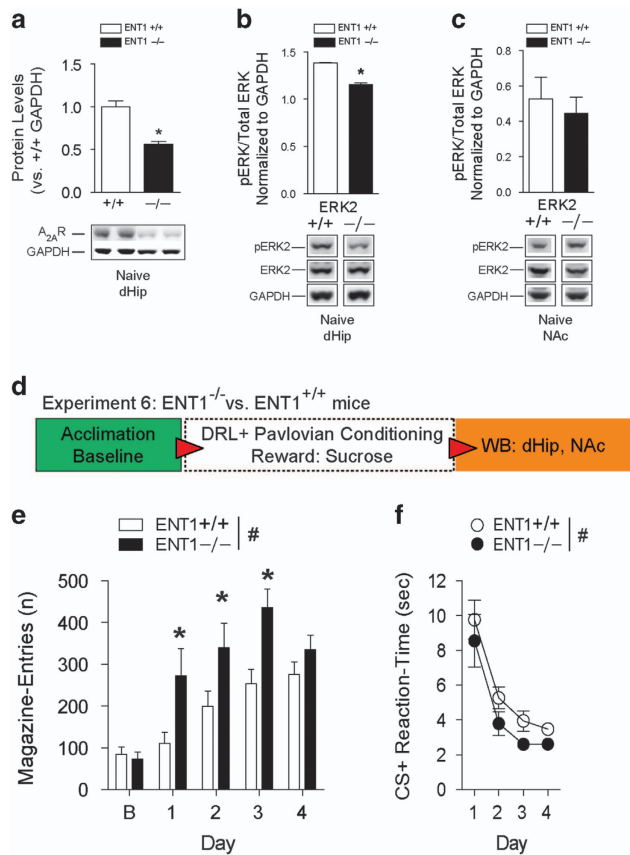 a
ENT1 +/+
ENT1 −/−
Protein Levels
(vs. +/+ GAPDH)
1.5
1.0
0.5
0.0
*
+/+ −/−
A2AR
GAPDH
Naive
dHip
b
ENT1 +/+
ENT1 −/−
pERK/Total ERK
Normalized to GAPDH
1.5
1.0
0.5
0.0
*
ERK2
+/+ −/−
pERK2
ERK2
GAPDH
Naive
dHip
c
ENT1 +/+
ENT1 −/−
pERK/Total ERK
Normalized to GAPDH
1.0
0.8
0.6
0.4
0.2
0.0
ERK2
+/+ −/−
pERK2
ERK2
GAPDH
Naive
NAc
d
Experiment 6: ENT1-/- vs. ENT1+/+ mice
Acclimation
Baseline
DRL+ Pavlovian Conditioning
Reward: Sucrose
WB: dHip, NAc
e
ENT1+/+
ENT1−/−
#
Magazine-Entries (n)
500
400
300
200
100
0
* * *
B 1 2 3 4
Day
f
ENT1+/+
ENT1−/−
#
CS+ Reaction-Time (sec)
12
10
8
6
4
2
0
1 2 3 4
Day